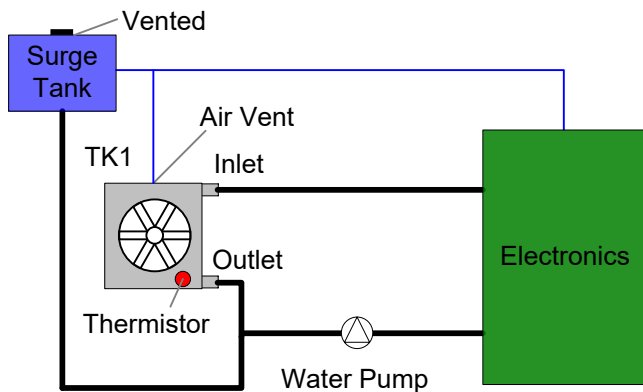 Vented
Surge
Tank
Air Vent
TK1
Inlet
Electronics
Outlet
Thermistor
Water Pump